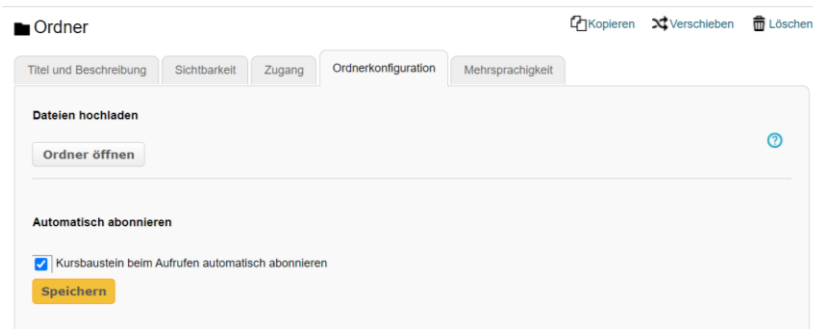 Ordner
Kopieren Verschieben Löschen
Titel und Beschreibung Sichtbarkeit Zugang Ordnerkonfiguration Mehrsprachigkeit
Dateien hochladen
Ordner öffnen
?
Automatisch abonnieren
Kursbaustein beim Aufrufen automatisch abonnieren
Speichern